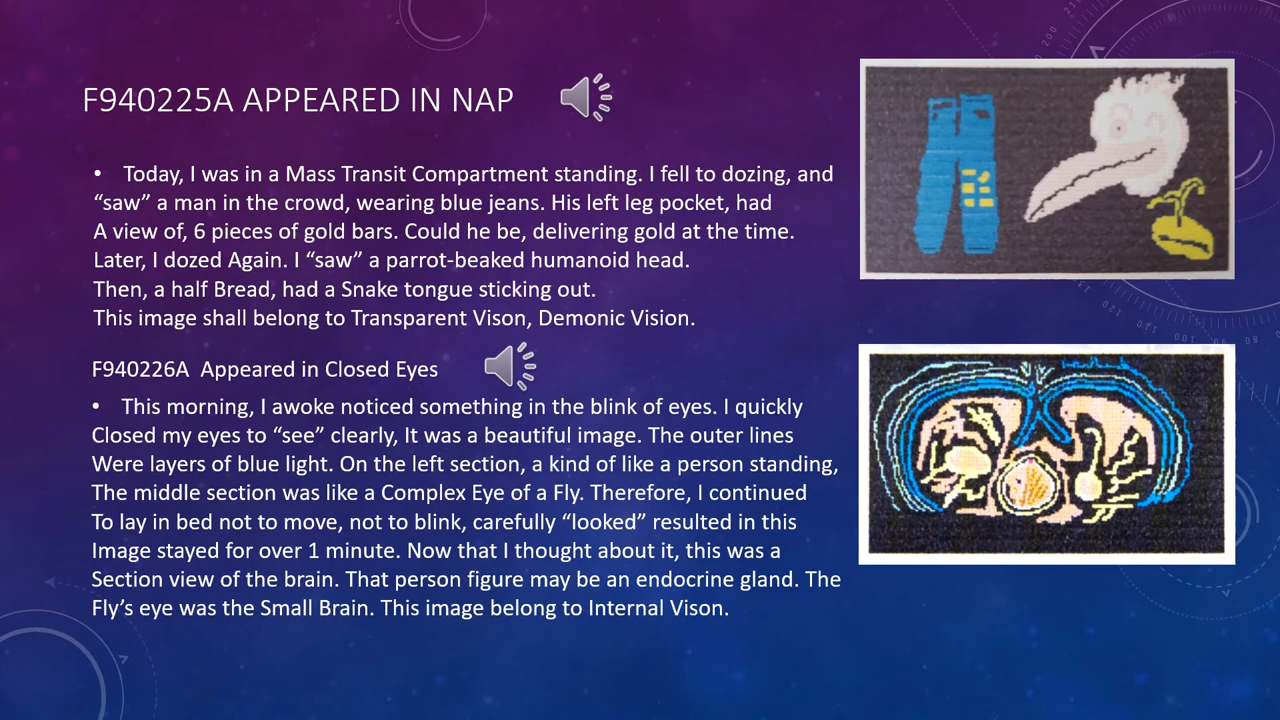 F940225A APPEARED IN NAP
• Today, I was in a Mass Transit Compartment standing. I fell to dozing, and
“saw” a man in the crowd, wearing blue jeans. His left leg pocket, had
A view of, 6 pieces of gold bars. Could he be, delivering gold at the time.
Later, I dozed Again. I “saw” a parrot-beaked humanoid head.
Then, a half Bread, had a Snake tongue sticking out.
This image shall belong to Transparent Vison, Demonic Vision.
F940226A Appeared in Closed Eyes
• This morning, I awoke noticed something in the blink of eyes. I quickly
Closed my eyes to “see” clearly, It was a beautiful image. The outer lines
Were layers of blue light. On the left section, a kind of like a person standing,
The middle section was like a Complex Eye of a Fly. Therefore, I continued
To lay in bed not to move, not to blink, carefully “looked” resulted in this
Image stayed for over 1 minute. Now that I thought about it, this was a
Section view of the brain. That person figure may be an endocrine gland. The
Fly’s eye was the Small Brain. This image belong to Internal Vison.